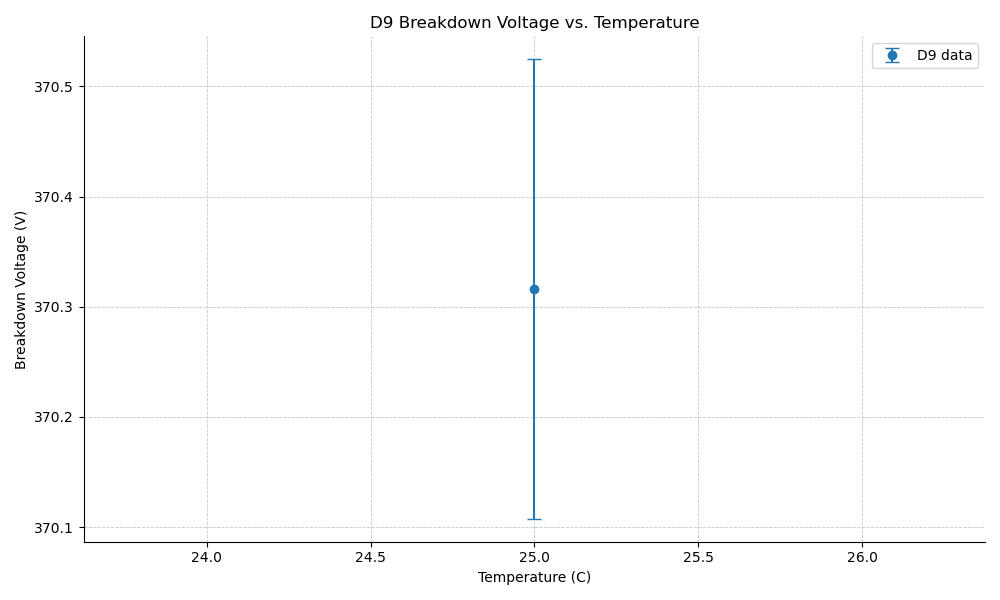 D9 Breakdown Voltage vs. Temperature
D9 data
Breakdown Voltage (V)
370.5
370.4
370.3
370.2
370.1
24.0 24.5 25.0 25.5 26.0
Temperature (C)